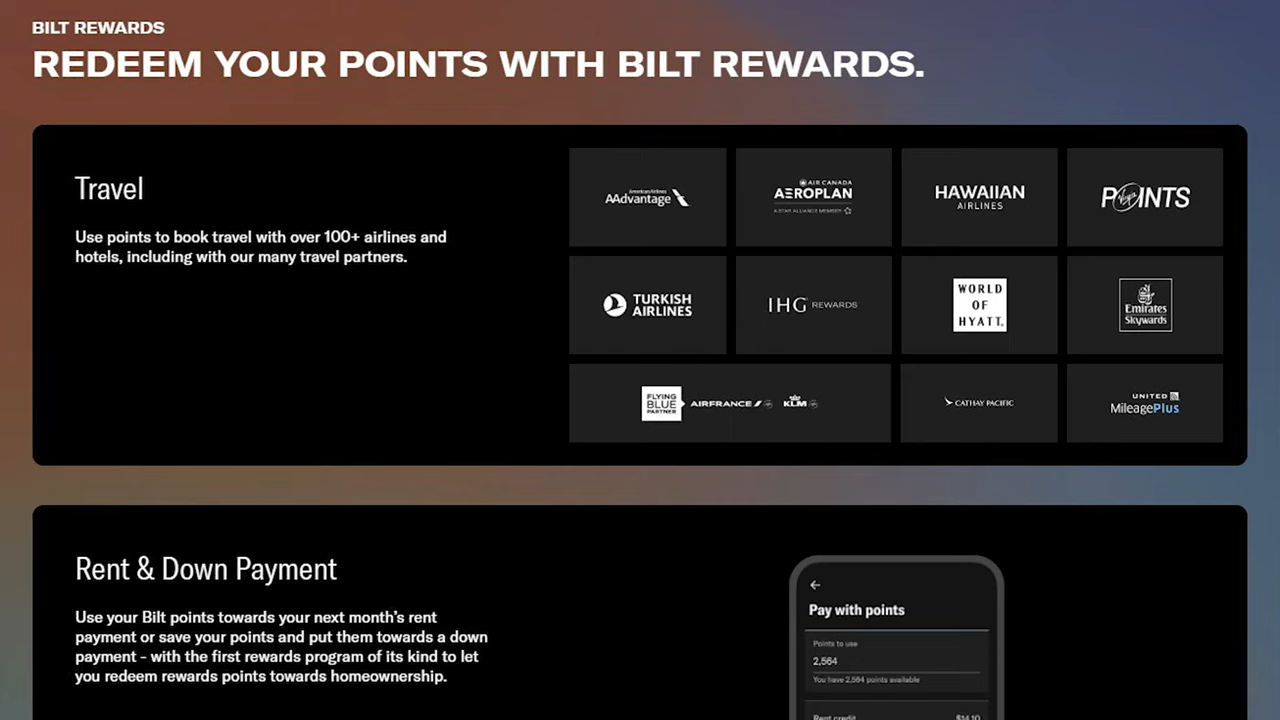 BILT REWARDS
REDEEM YOUR POINTS WITH BILT REWARDS.
Travel
Use points to book travel with over 100+ airlines and
hotels, including with our many travel partners.
American Airlines
AAdvantage
AIR CANADA
AEROPLAN
A STAR ALLIANCE MEMBER
HAWAIIAN
AIRLINES
Virgin
POINTS
TURKISH
AIRLINES
IHG REWARDS
WORLD
OF
HYATT
Emirates
Skywards
FLYING
BLUE
PARTNER
AIRFRANCE
KLM
CATHAY PACIFIC
UNITED
MileagePlus
Rent & Down Payment
Use your Bilt points towards your next month's rent
payment or save your points and put them towards a down
payment - with the first rewards program of its kind to let
you redeem rewards points towards homeownership.
Pay with points
Points to use
2,564
You have 2,564 points available
Rent credit $14.10